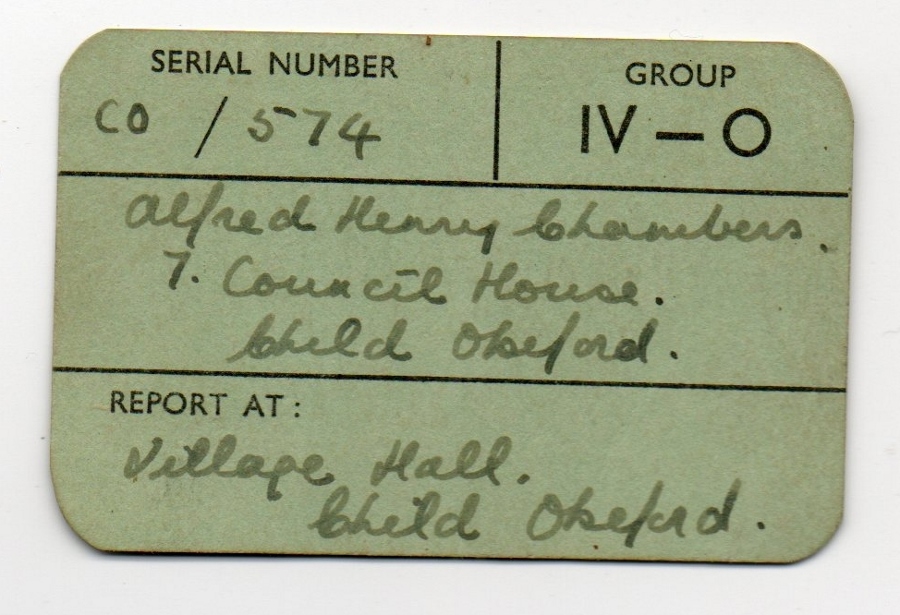 SERIAL NUMBER
GROUP
CO / 574
IV — O
Alfred Henry Chambers.
7. Council House.
Child Okeford.
REPORT AT:
Village Hall.
Child Okeford.